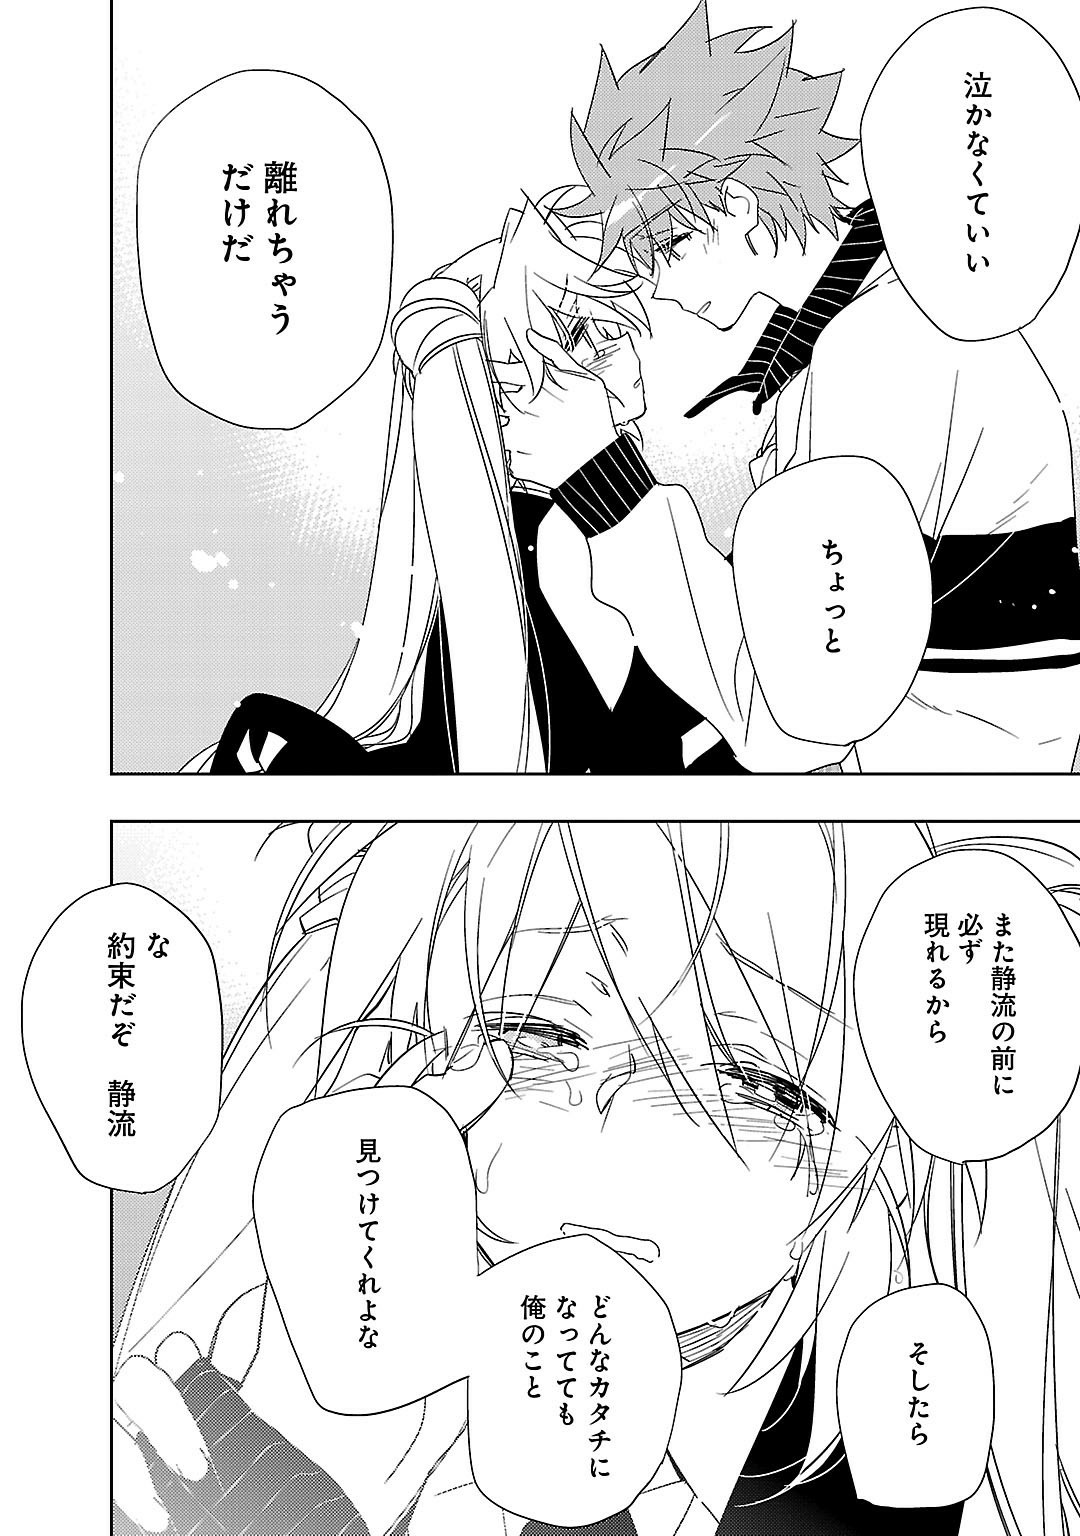 泣かなくていい
ちょっと
離れちゃう
だけだ
また静流の前に
必ず
現れるから
そしたら
どんなカタチに
なってても
俺のこと
見つけてくれよな
な
約束だぞ　静流